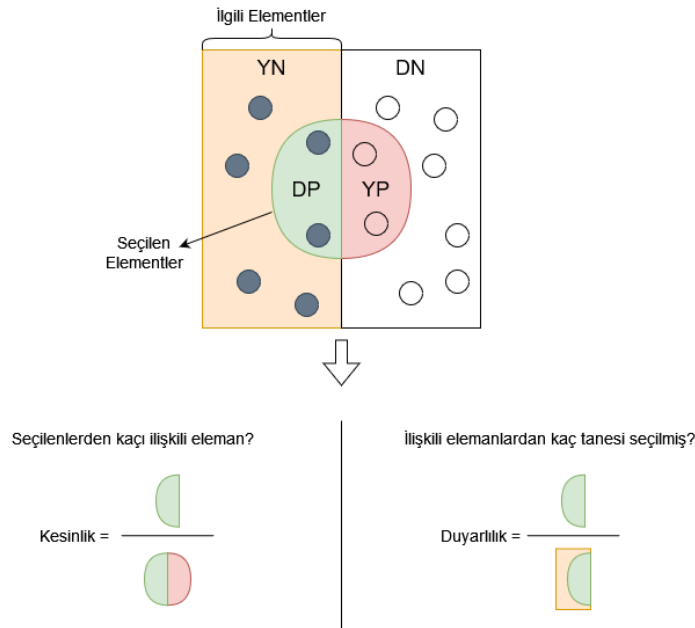 İlgili Elementler
YN
DN
DP
YP
Seçilen
Elementler
Seçilenlerden kaçı ilişkili eleman?
İlişkili elemanlardan kaç tanesi seçilmiş?
Kesinlik =
Duyarlılık =